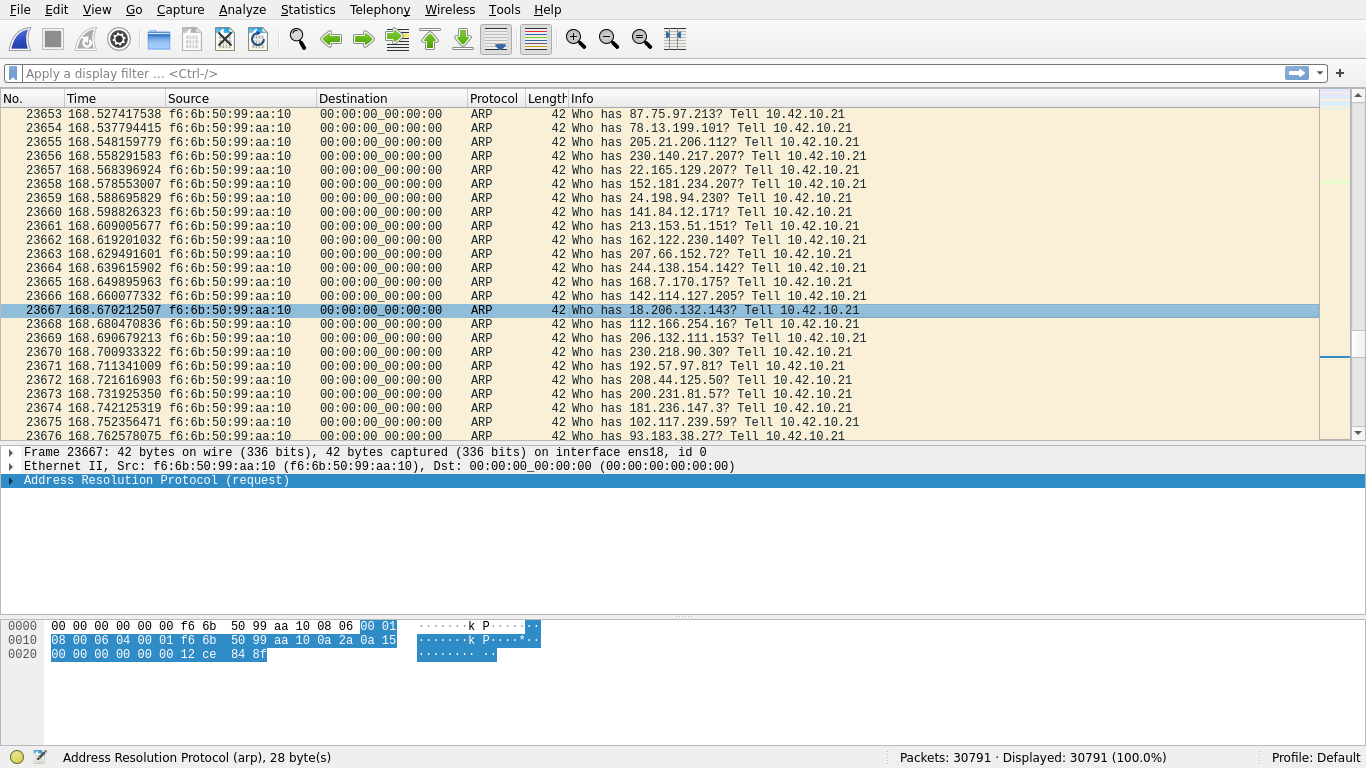 File Edit View Go Capture Analyze Statistics Telephony Wireless Tools Help
Apply a display filter ... <Ctrl-/>
No. Time Source Destination Protocol Length Info
23653 168.527417538 f6:6b:50:99:aa:10 00:00:00_00:00:00 ARP 42 Who has 87.75.97.213? Tell 10.42.10.21
23654 168.537794415 f6:6b:50:99:aa:10 00:00:00_00:00:00 ARP 42 Who has 78.13.199.101? Tell 10.42.10.21
23655 168.548159779 f6:6b:50:99:aa:10 00:00:00_00:00:00 ARP 42 Who has 205.21.206.112? Tell 10.42.10.21
23656 168.558291583 f6:6b:50:99:aa:10 00:00:00_00:00:00 ARP 42 Who has 230.140.217.207? Tell 10.42.10.21
23657 168.568396924 f6:6b:50:99:aa:10 00:00:00_00:00:00 ARP 42 Who has 22.165.129.207? Tell 10.42.10.21
23658 168.578553007 f6:6b:50:99:aa:10 00:00:00_00:00:00 ARP 42 Who has 152.181.234.207? Tell 10.42.10.21
23659 168.588695829 f6:6b:50:99:aa:10 00:00:00_00:00:00 ARP 42 Who has 24.198.94.230? Tell 10.42.10.21
23660 168.598826323 f6:6b:50:99:aa:10 00:00:00_00:00:00 ARP 42 Who has 141.84.12.171? Tell 10.42.10.21
23661 168.609005677 f6:6b:50:99:aa:10 00:00:00_00:00:00 ARP 42 Who has 213.153.51.151? Tell 10.42.10.21
23662 168.619201032 f6:6b:50:99:aa:10 00:00:00_00:00:00 ARP 42 Who has 162.122.230.140? Tell 10.42.10.21
23663 168.629491601 f6:6b:50:99:aa:10 00:00:00_00:00:00 ARP 42 Who has 207.66.152.72? Tell 10.42.10.21
23664 168.639615902 f6:6b:50:99:aa:10 00:00:00_00:00:00 ARP 42 Who has 244.138.154.142? Tell 10.42.10.21
23665 168.649895963 f6:6b:50:99:aa:10 00:00:00_00:00:00 ARP 42 Who has 168.7.170.175? Tell 10.42.10.21
23666 168.660077332 f6:6b:50:99:aa:10 00:00:00_00:00:00 ARP 42 Who has 142.114.127.205? Tell 10.42.10.21
23667 168.670212507 f6:6b:50:99:aa:10 00:00:00_00:00:00 ARP 42 Who has 18.206.132.143? Tell 10.42.10.21
23668 168.680470836 f6:6b:50:99:aa:10 00:00:00_00:00:00 ARP 42 Who has 112.166.254.16? Tell 10.42.10.21
23669 168.690679213 f6:6b:50:99:aa:10 00:00:00_00:00:00 ARP 42 Who has 206.132.111.153? Tell 10.42.10.21
23670 168.700933322 f6:6b:50:99:aa:10 00:00:00_00:00:00 ARP 42 Who has 230.218.90.30? Tell 10.42.10.21
23671 168.711341009 f6:6b:50:99:aa:10 00:00:00_00:00:00 ARP 42 Who has 192.57.97.81? Tell 10.42.10.21
23672 168.721616903 f6:6b:50:99:aa:10 00:00:00_00:00:00 ARP 42 Who has 208.44.125.50? Tell 10.42.10.21
23673 168.731925350 f6:6b:50:99:aa:10 00:00:00_00:00:00 ARP 42 Who has 200.231.81.57? Tell 10.42.10.21
23674 168.742125319 f6:6b:50:99:aa:10 00:00:00_00:00:00 ARP 42 Who has 181.236.147.3? Tell 10.42.10.21
23675 168.752356471 f6:6b:50:99:aa:10 00:00:00_00:00:00 ARP 42 Who has 102.117.239.59? Tell 10.42.10.21
23676 168.762578075 f6:6b:50:99:aa:10 00:00:00_00:00:00 ARP 42 Who has 93.183.38.27? Tell 10.42.10.21
Frame 23667: 42 bytes on wire (336 bits), 42 bytes captured (336 bits) on interface ens18, id 0
Ethernet II, Src: f6:6b:50:99:aa:10 (f6:6b:50:99:aa:10), Dst: 00:00:00_00:00:00 (00:00:00:00:00:00)
Address Resolution Protocol (request)
0000 00 00 00 00 00 00 f6 6b 50 99 aa 10 08 06 00 01 ·······k P·······
0010 08 00 06 04 00 01 f6 6b 50 99 aa 10 0a 2a 0a 15 ·······k P····*··
0020 00 00 00 00 00 00 12 ce 84 8f ········ ··
Address Resolution Protocol (arp), 28 byte(s)
Packets: 30791 · Displayed: 30791 (100.0%)
Profile: Default